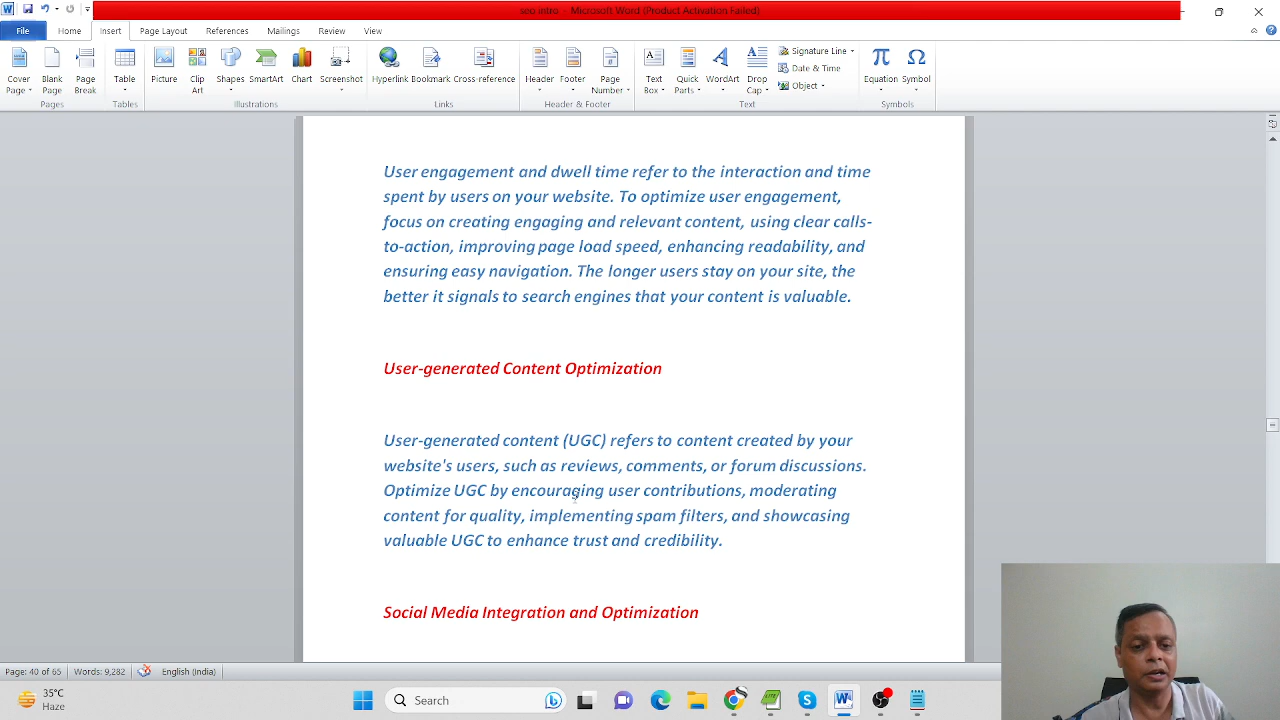 seo intro - Microsoft Word (Product Activation Failed)
File Home Insert Page Layout References Mailings Review View
Cover Page
Blank Page
Page Break
Table
Picture
Clip Art
Shapes
SmartArt
Chart
Screenshot
Hyperlink
Bookmark
Cross-reference
Header
Footer
Page Number
Text Box
Quick Parts
WordArt
Drop Cap
Signature Line
Date & Time
Object
Equation
Symbol
Pages Tables Illustrations Links Header & Footer Text Symbols
User engagement and dwell time refer to the interaction and time
spent by users on your website. To optimize user engagement,
focus on creating engaging and relevant content, using clear calls-
to-action, improving page load speed, enhancing readability, and
ensuring easy navigation. The longer users stay on your site, the
better it signals to search engines that your content is valuable.
User-generated Content Optimization
User-generated content (UGC) refers to content created by your
website's users, such as reviews, comments, or forum discussions.
Optimize UGC by encouraging user contributions, moderating
content for quality, implementing spam filters, and showcasing
valuable UGC to enhance trust and credibility.
Social Media Integration and Optimization
Page: 40 of 65 Words: 9,282 English (India)
35°C
Haze
Search